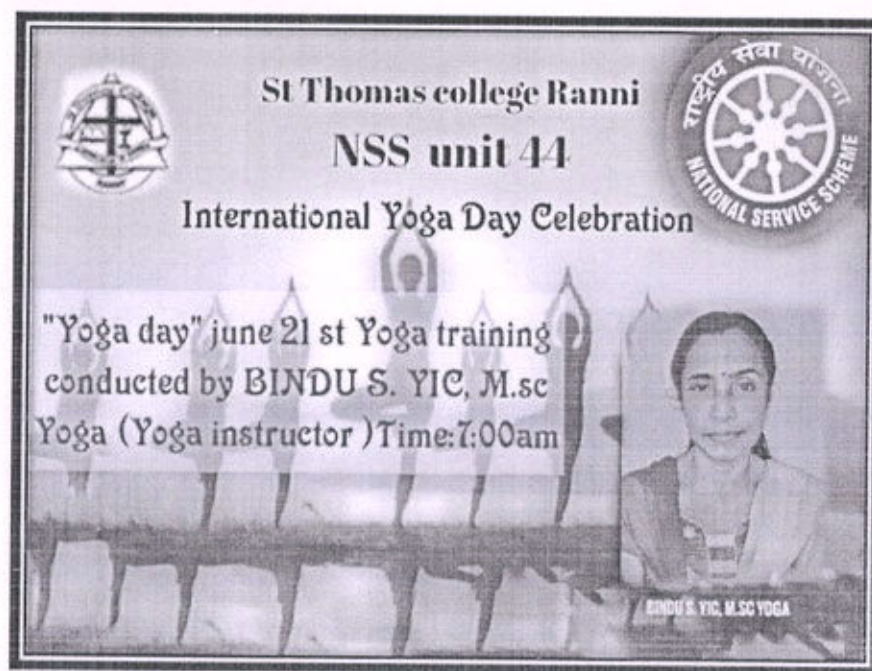 St Thomas college Ranni
NSS unit 44
International Yoga Day Celebration
राष्ट्रीय सेवा योजना
NATIONAL SERVICE SCHEME
"Yoga day" june 21 st Yoga training
conducted by BINDU S. YIC, M.sc
Yoga (Yoga instructor )Time:7:00am
BINDU S. YIC, M.SC YOGA